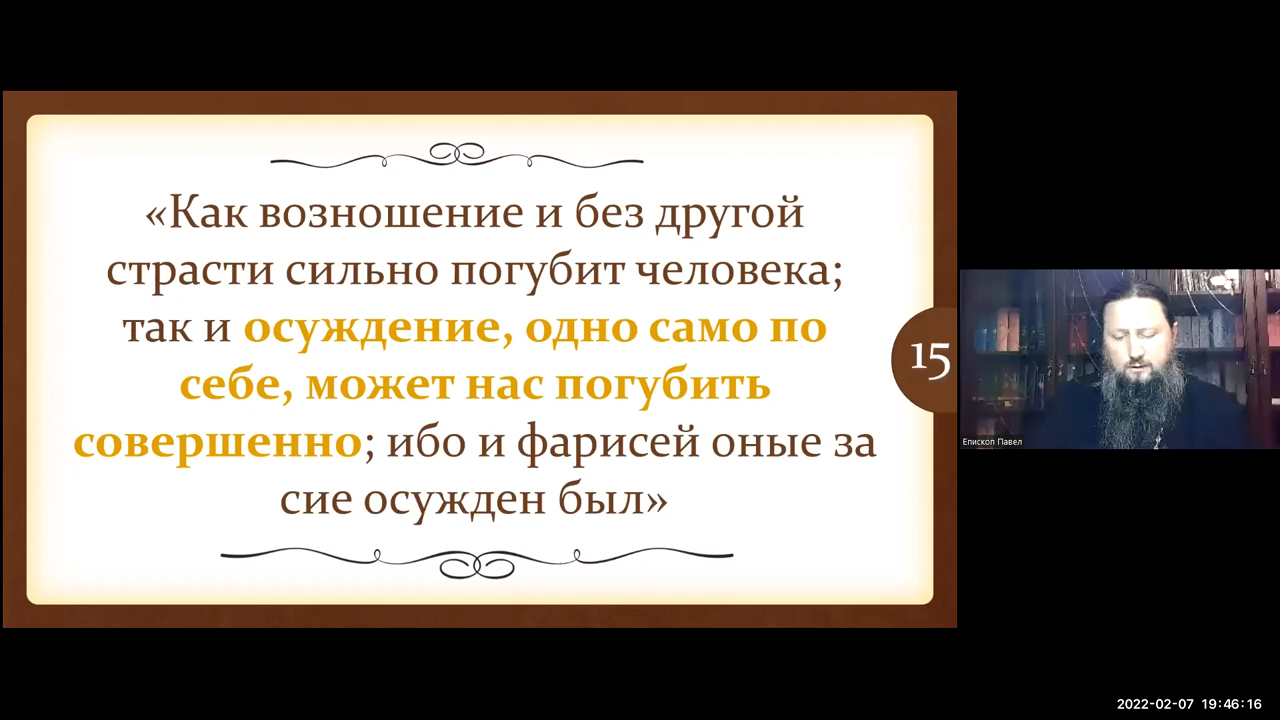 «Как возношение и без другой
страсти сильно погубит человека;
так и осуждение, одно само по
себе, может нас погубить
совершенно; ибо и фарисей оные за
сие осужден был»
15
Епископ Павел
2022-02-07 19:46:16